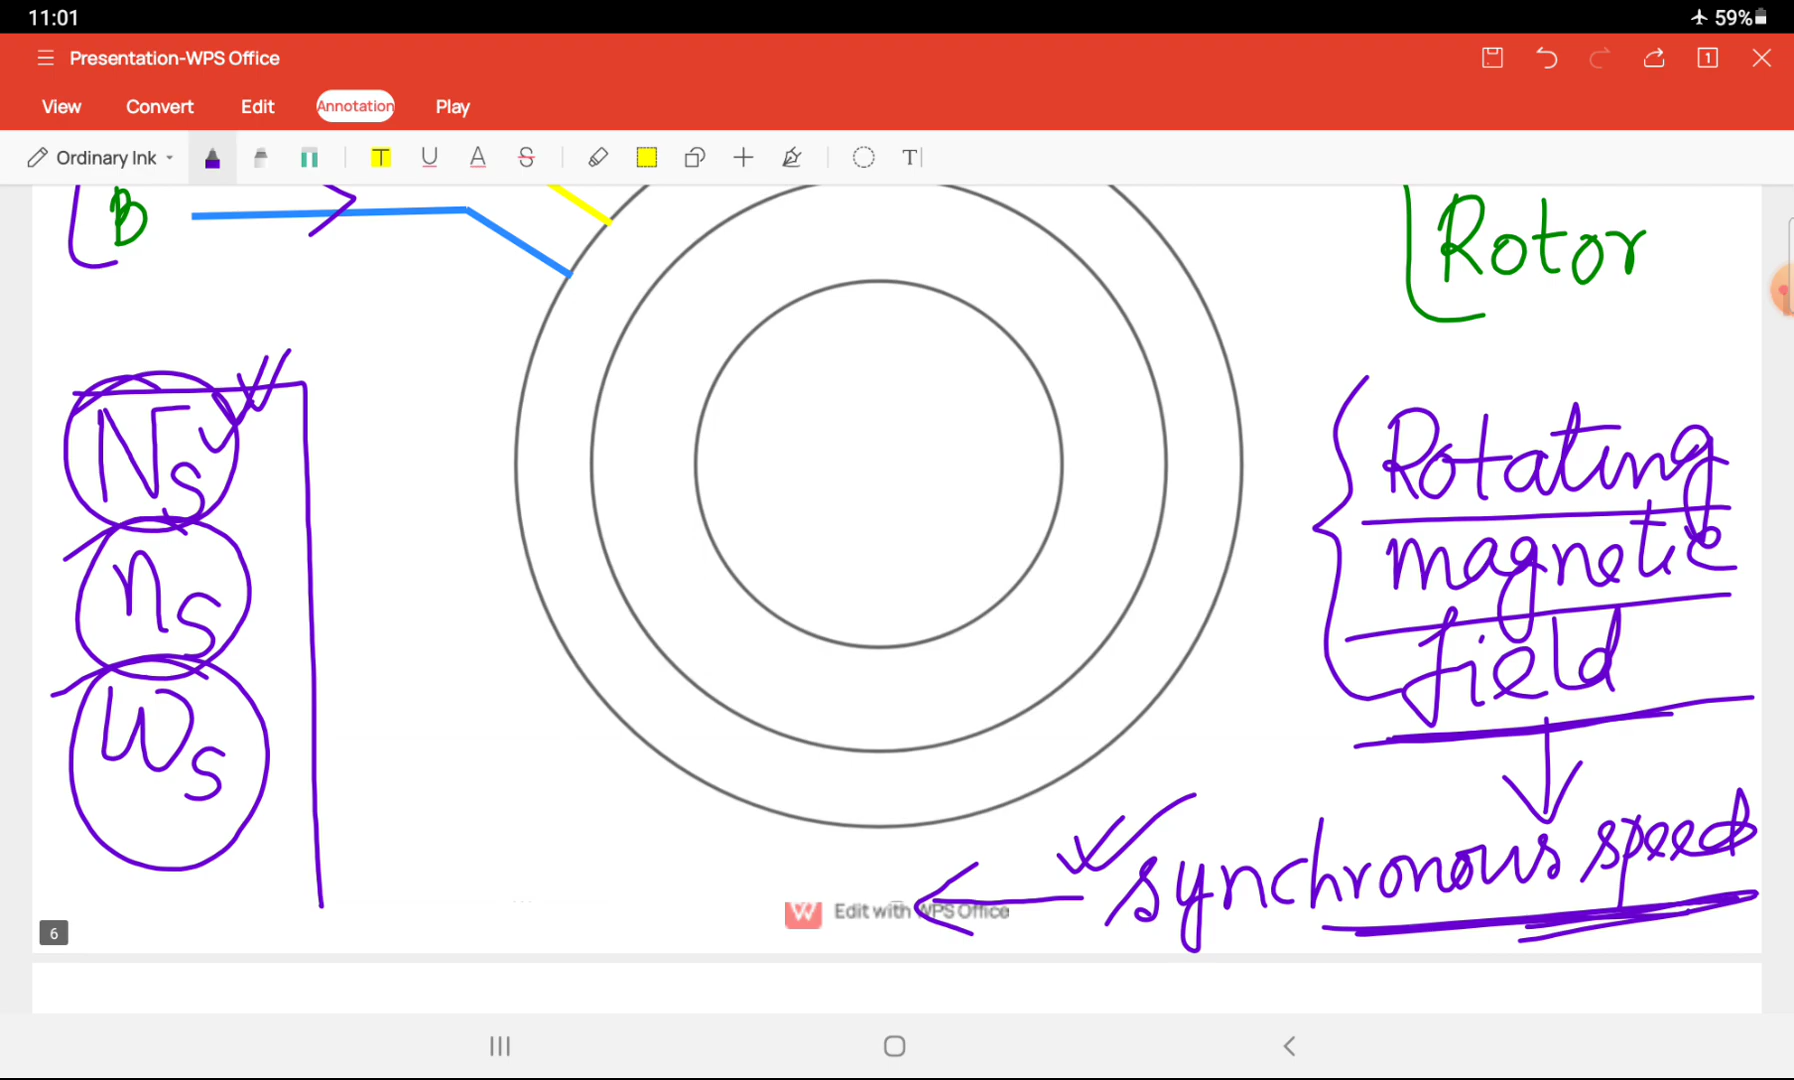 11:01
59%
Presentation-WPS Office
1
View Convert Edit Annotation Play
Ordinary Ink T U A S T
B
Rotor
Ns
ns
ws
Rotating
magnetic
field
synchronous speed
W Edit with WPS Office
6